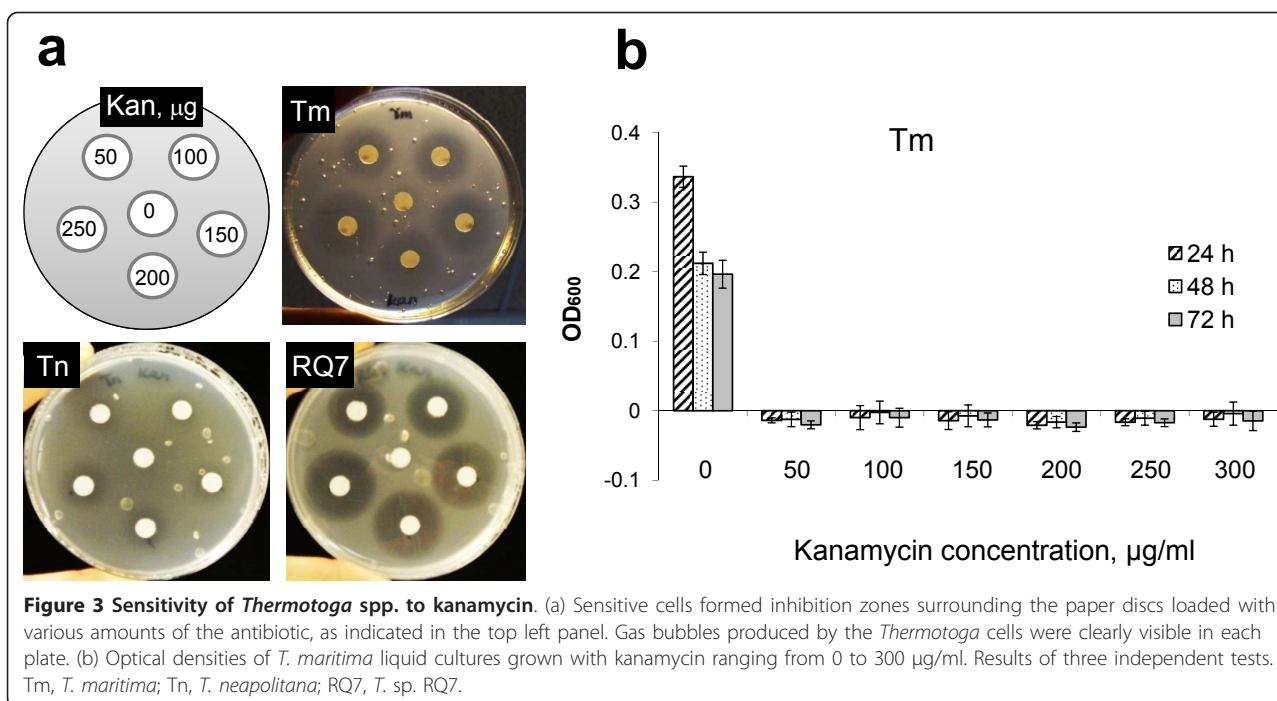 a
Kan, µg
50
100
0
250
150
200
Tm
Tm
Kan
Tn
Tn Kan
RQ7
Kan
b
Tm
0.4
0.3
0.2
0.1
0
-0.1
OD600
24 h
48 h
72 h
0 50 100 150 200 250 300
Kanamycin concentration, µg/ml
Figure 3 Sensitivity of Thermotoga spp. to kanamycin. (a) Sensitive cells formed inhibition zones surrounding the paper discs loaded with
various amounts of the antibiotic, as indicated in the top left panel. Gas bubbles produced by the Thermotoga cells were clearly visible in each
plate. (b) Optical densities of T. maritima liquid cultures grown with kanamycin ranging from 0 to 300 µg/ml. Results of three independent tests.
Tm, T. maritima; Tn, T. neapolitana; RQ7, T. sp. RQ7.